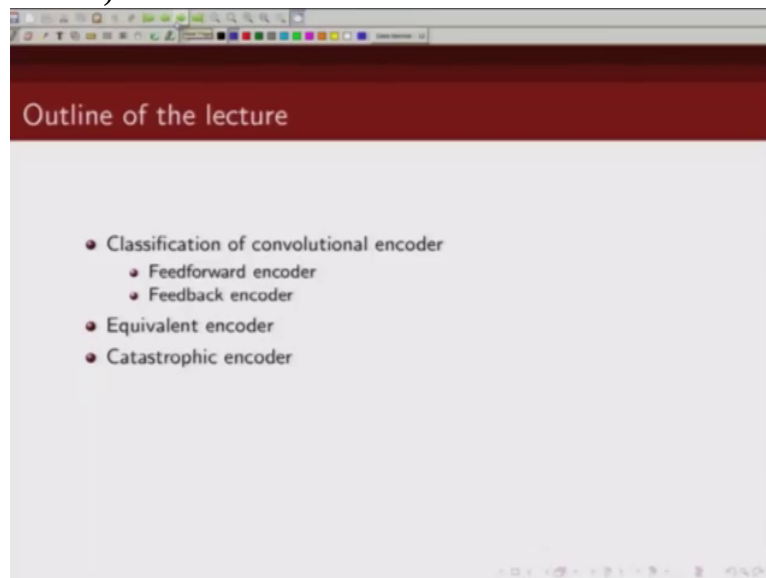 Outline of the lecture
Classification of convolutional encoder
Feedforward encoder
Feedback encoder
Equivalent encoder
Catastrophic encoder